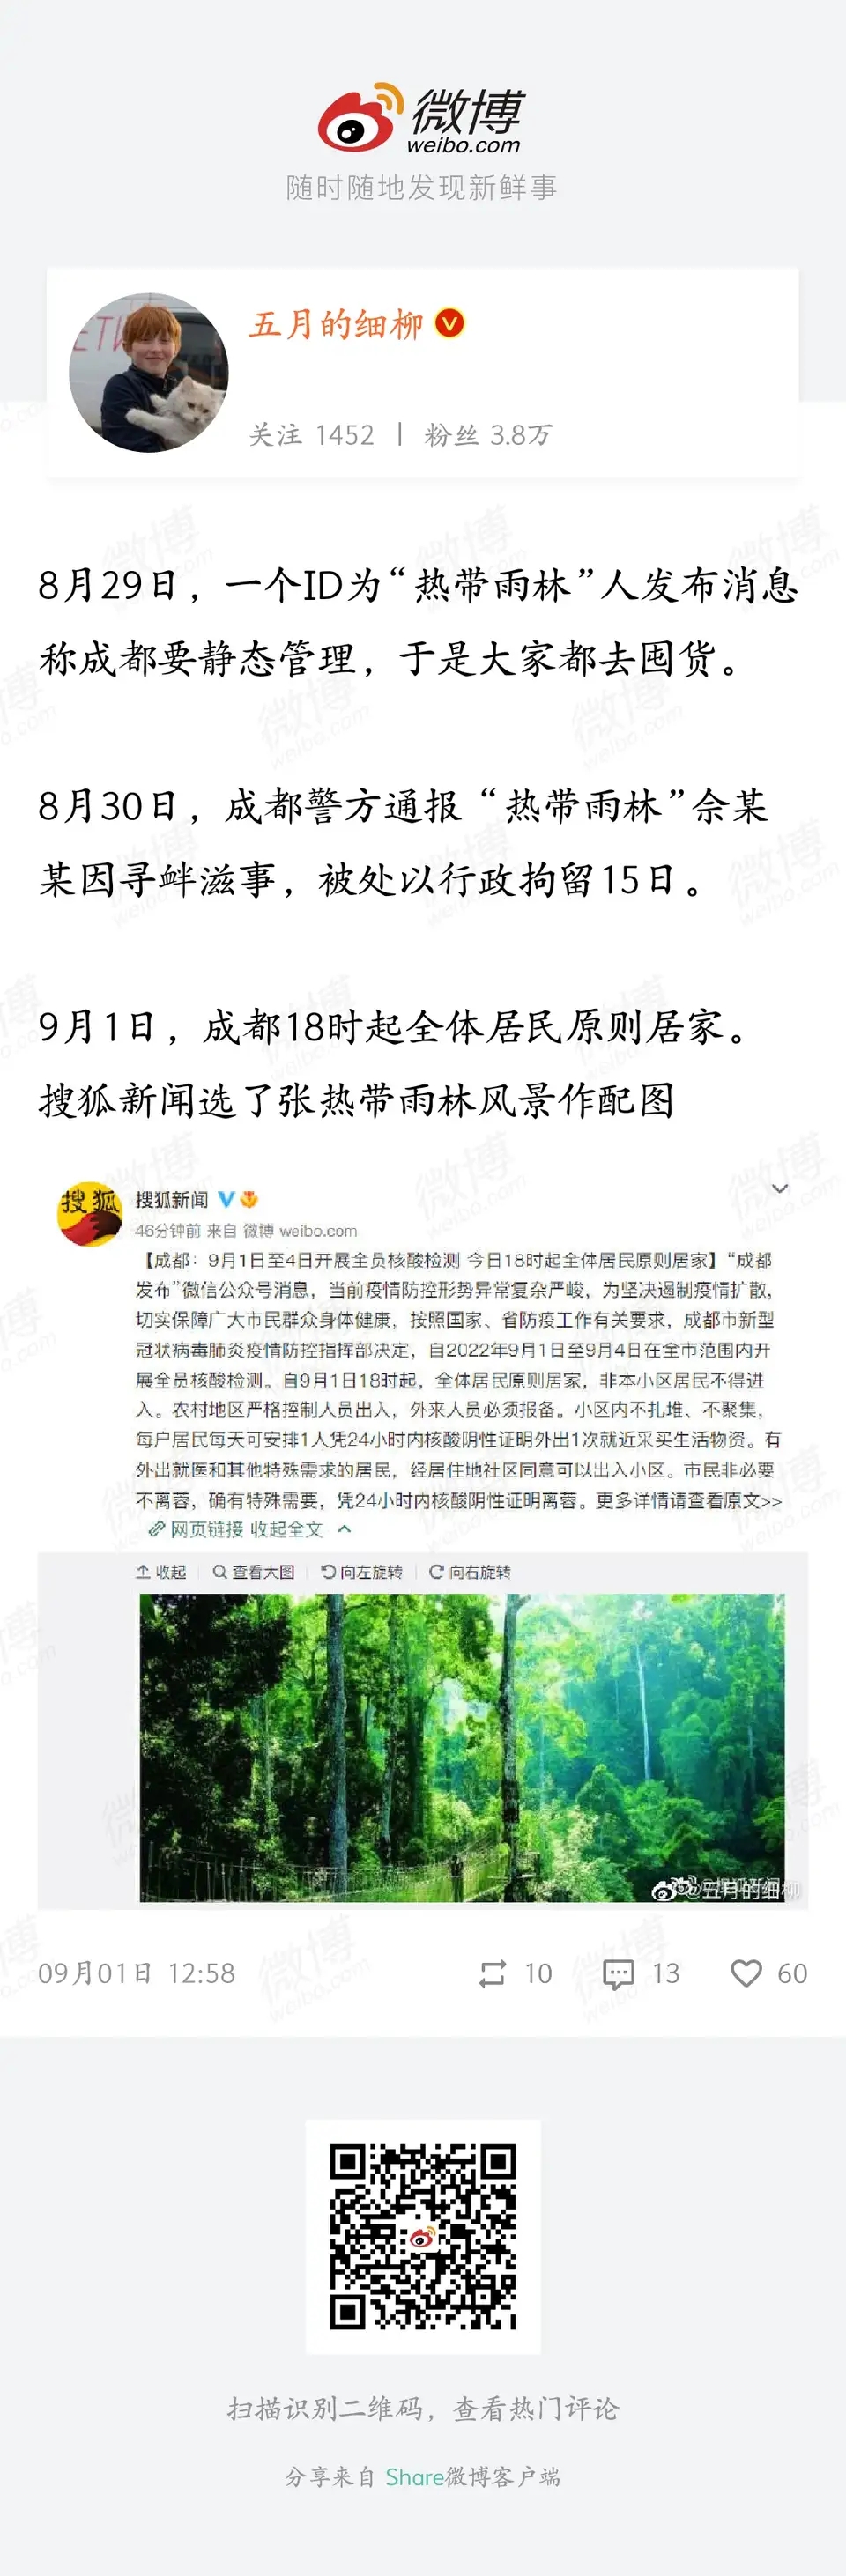 微博
weibo.com
随时随地发现新鲜事
五月的细柳
关注 1452 | 粉丝 3.8万
8月29日，一个ID为“热带雨林”人发布消息
称成都要静态管理，于是大家都去囤货。
8月30日，成都警方通报 “热带雨林”佘某
某因寻衅滋事，被处以行政拘留15日。
9月1日，成都18时起全体居民原则居家。
搜狐新闻选了张热带雨林风景作配图
搜狐
搜狐新闻
46分钟前 来自 微博 weibo.com
【成都：9月1日至4日开展全员核酸检测 今日18时起全体居民原则居家】“成都
发布”微信公众号消息，当前疫情防控形势异常复杂严峻，为坚决遏制疫情扩散，
切实保障广大市民群众身体健康，按照国家、省防疫工作有关要求，成都市新型
冠状病毒肺炎疫情防控指挥部决定，自2022年9月1日至9月4日在全市范围内开
展全员核酸检测。自9月1日18时起，全体居民原则居家，非本小区居民不得进
入。农村地区严格控制人员出入，外来人员必须报备。小区内不扎堆、不聚集，
每户居民每天可安排1人凭24小时内核酸阴性证明外出1次就近采买生活物资。有
外出就医和其他特殊需求的居民，经居住地社区同意可以出入小区。市民非必要
不离蓉，确有特殊需要，凭24小时内核酸阴性证明离蓉。更多详情请查看原文>>
网页链接 收起全文
收起 查看大图 向左旋转 向右旋转
@五月的细柳
09月01日 12:58 10 13 60
扫描识别二维码，查看热门评论
分享来自 Share微博客户端